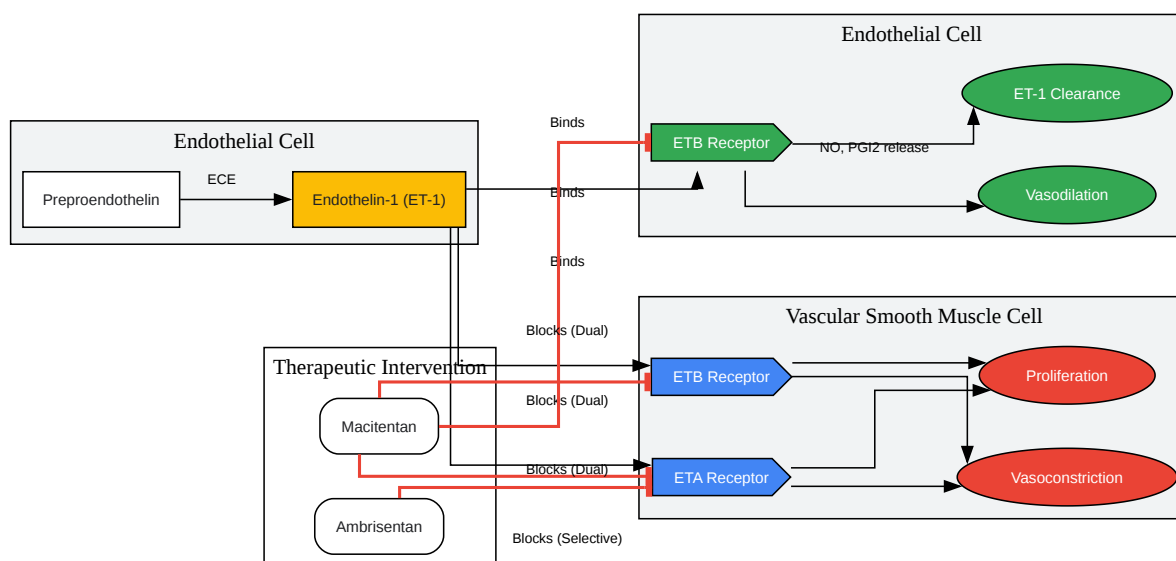 Endothelial Cell
ET-1 Clearance
Binds
Endothelial Cell
ETB Receptor
NO, PGI2 release
ECE
Preproendothelin
Endothelin-1 (ET-1)
Binds
Vasodilation
Binds
Vascular Smooth Muscle Cell
Blocks (Dual)
Therapeutic Intervention
ETB Receptor
Proliferation
Blocks (Dual)
Macitentan
Blocks (Dual)
ETA Receptor
Vasoconstriction
Ambrisentan
Blocks (Selective)